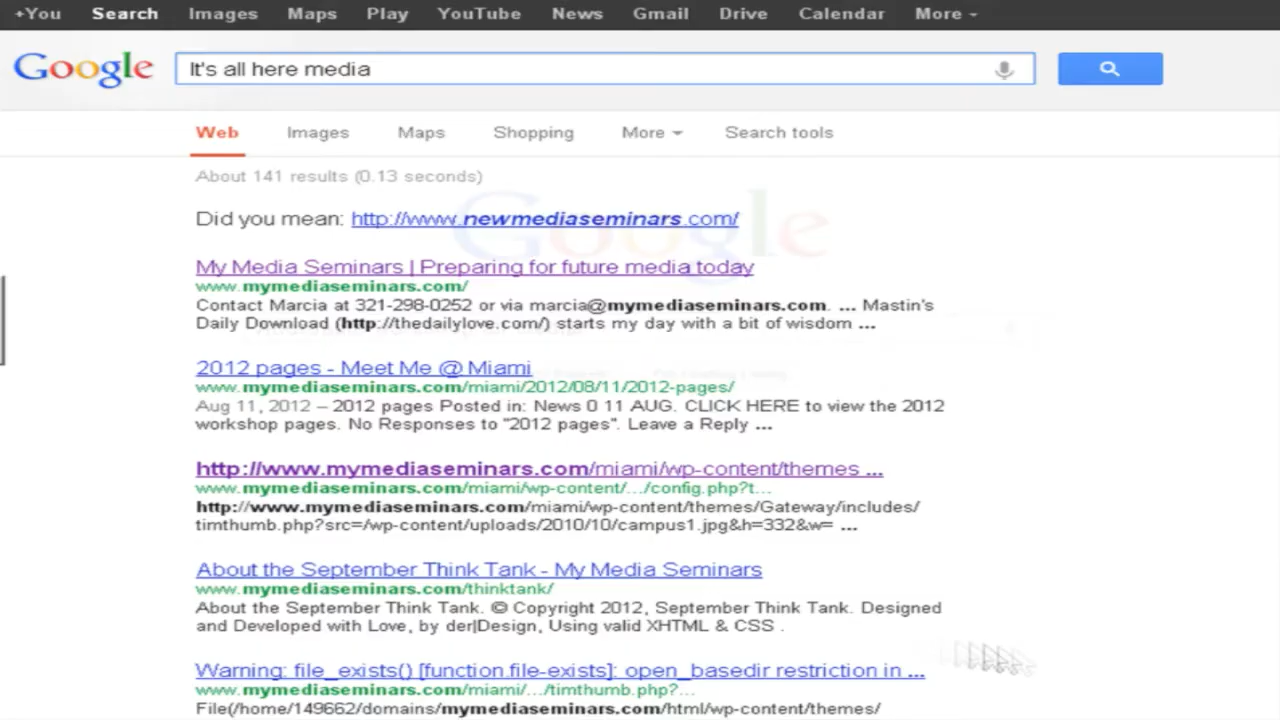 +You Search Images Maps Play YouTube News Gmail Drive Calendar More
Google It's all here media
Web Images Maps Shopping More Search tools
About 141 results (0.13 seconds)
Google
Did you mean: http://www.newmediaseminars.com/
My Media Seminars | Preparing for future media today
www.mymediaseminars.com/
Contact Marcia at 321-298-0252 or via marcia@mymediaseminars.com. ... Mastin's
Daily Download (http://thedailylove.com/) starts my day with a bit of wisdom ...
2012 pages - Meet Me @ Miami
www.mymediaseminars.com/miami/2012/08/11/2012-pages/
Aug 11, 2012 – 2012 pages Posted in: News 0 11 AUG. CLICK HERE to view the 2012
workshop pages. No Responses to "2012 pages". Leave a Reply ...
http://www.mymediaseminars.com/miami/wp-content/themes ...
www.mymediaseminars.com/miami/wp-content/.../config.php?t...
http://www.mymediaseminars.com/miami/wp-content/themes/Gateway/includes/
timthumb.php?src=/wp-content/uploads/2010/10/campus1.jpg&h=332&w= ...
About the September Think Tank - My Media Seminars
www.mymediaseminars.com/thinktank/
About the September Think Tank. © Copyright 2012, September Think Tank. Designed
and Developed with Love, by der|Design, Using valid XHTML & CSS .
Warning: file_exists() [function.file-exists]: open_basedir restriction in ...
www.mymediaseminars.com/miami/.../timthumb.php?...
File(/home/149662/domains/mymediaseminars.com/html/wp-content/themes/